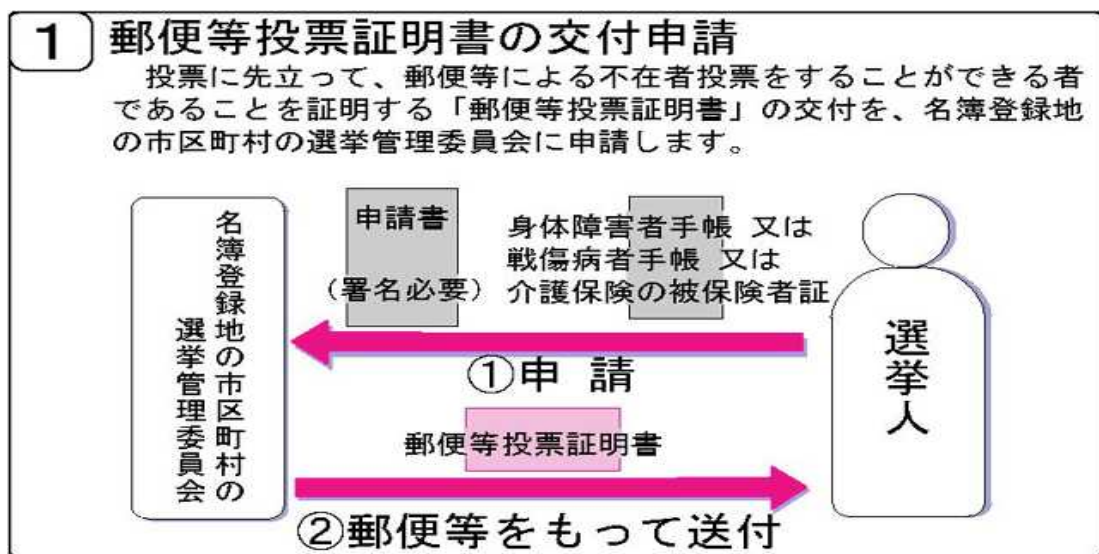 1 郵便等投票証明書の交付申請
投票に先立って、郵便等による不在者投票をすることができる者
であることを証明する「郵便等投票証明書」の交付を、名簿登録地
の市区町村の選挙管理委員会に申請します。
名簿登録地の市区町村の
選挙管理委員会
申請書
(署名必要)
身体障害者手帳 又は
戦傷病者手帳 又は
介護保険の被保険者証
選挙人
①申 請
郵便等投票証明書
②郵便等をもって送付